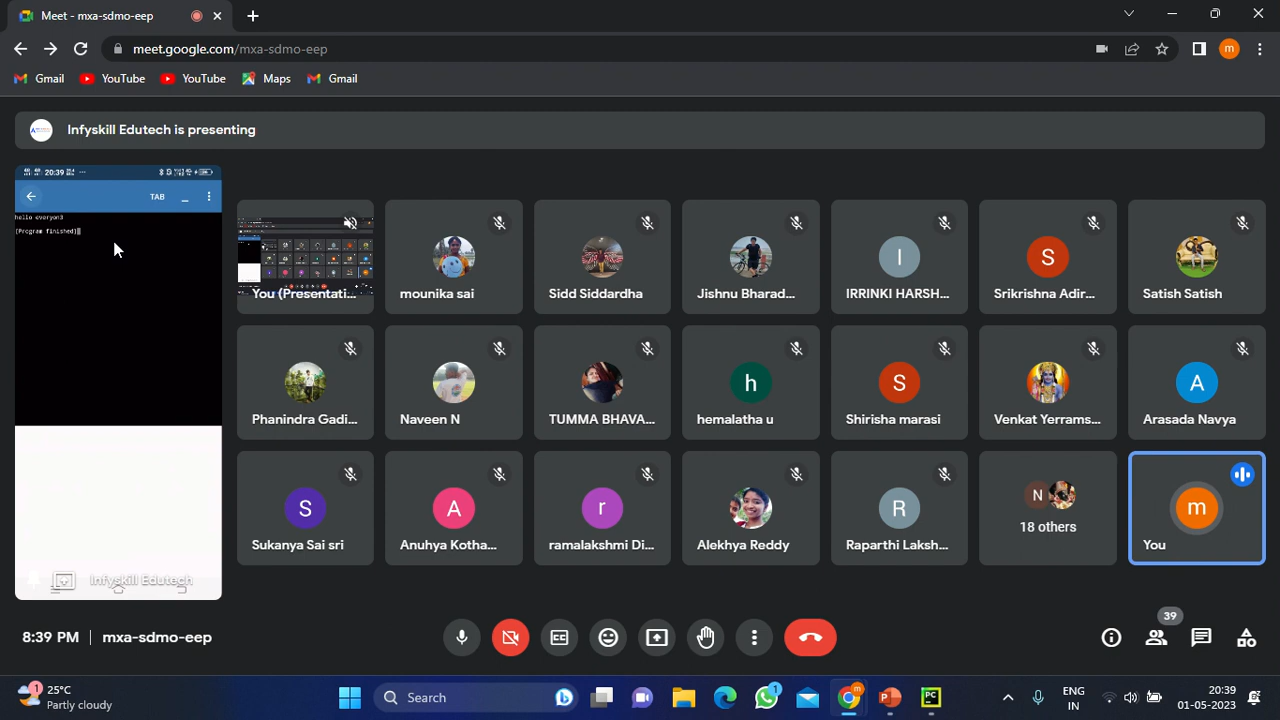 Meet - mxa-sdmo-eep
meet.google.com/mxa-sdmo-eep
m
Gmail YouTube YouTube Maps Gmail
Infyskill Edutech is presenting
20:39
TAB
hello everyon3
[Program finished]
Infyskill Edutech
You (Presentati...
mounika sai
Sidd Siddardha
Jishnu Bharad...
I
IRRINKI HARSH...
S
Srikrishna Adir...
Satish Satish
Phanindra Gadi...
Naveen N
TUMMA BHAVA...
h
hemalatha u
S
Shirisha marasi
Venkat Yerrams...
A
Arasada Navya
S
Sukanya Sai sri
A
Anuhya Kotha...
r
ramalakshmi Di...
Alekhya Reddy
R
Raparthi Laksh...
N
18 others
m
You
8:39 PM | mxa-sdmo-eep
39
1
25°C
Partly cloudy
Search
1
m
PC
ENG
IN
20:39
01-05-2023